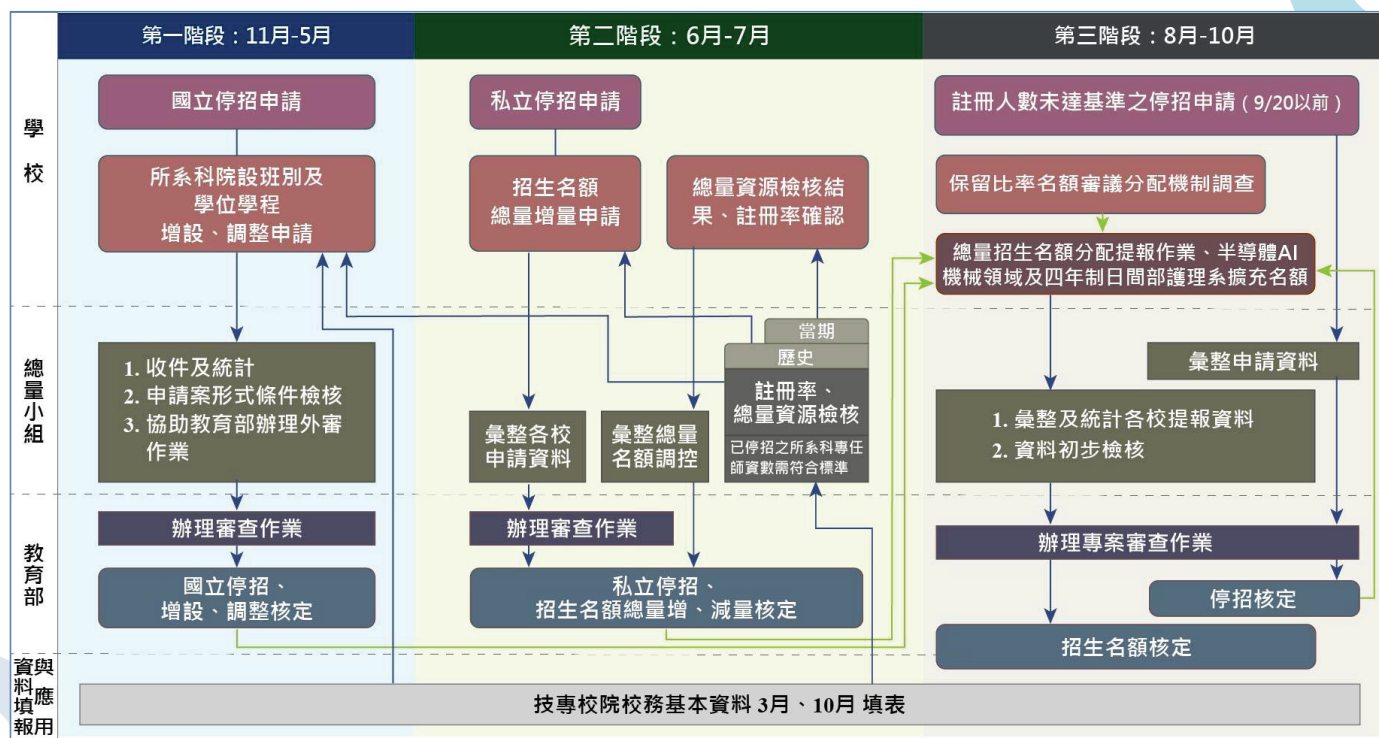 第一階段：11月-5月
第二階段：6月-7月
第三階段：8月-10月
學校
國立停招申請
私立停招申請
註冊人數未達基準之停招申請（9/20以前）
所系科院設班別及
學位學程
增設、調整申請
招生名額
總量增量申請
總量資源檢核結
果、註冊率確認
保留比率名額審議分配機制調查
總量招生名額分配提報作業、半導體AI
機械領域及四年制日間部護理系擴充名額
總量小組
1. 收件及統計
2. 申請案形式條件檢核
3. 協助教育部辦理外審
作業
彙整各校
申請資料
彙整總量
名額調控
當期
歷史
註冊率、
總量資源檢核
已停招之所系科專任
師資數需符合標準
彙整申請資料
1. 彙整及統計各校提報資料
2. 資料初步檢核
教育部
辦理審查作業
辦理審查作業
辦理專案審查作業
國立停招、
增設、調整核定
私立停招、
招生名額總量增、減量核定
停招核定
招生名額核定
資料填報
與應用
技專校院校務基本資料 3月、10月 填表